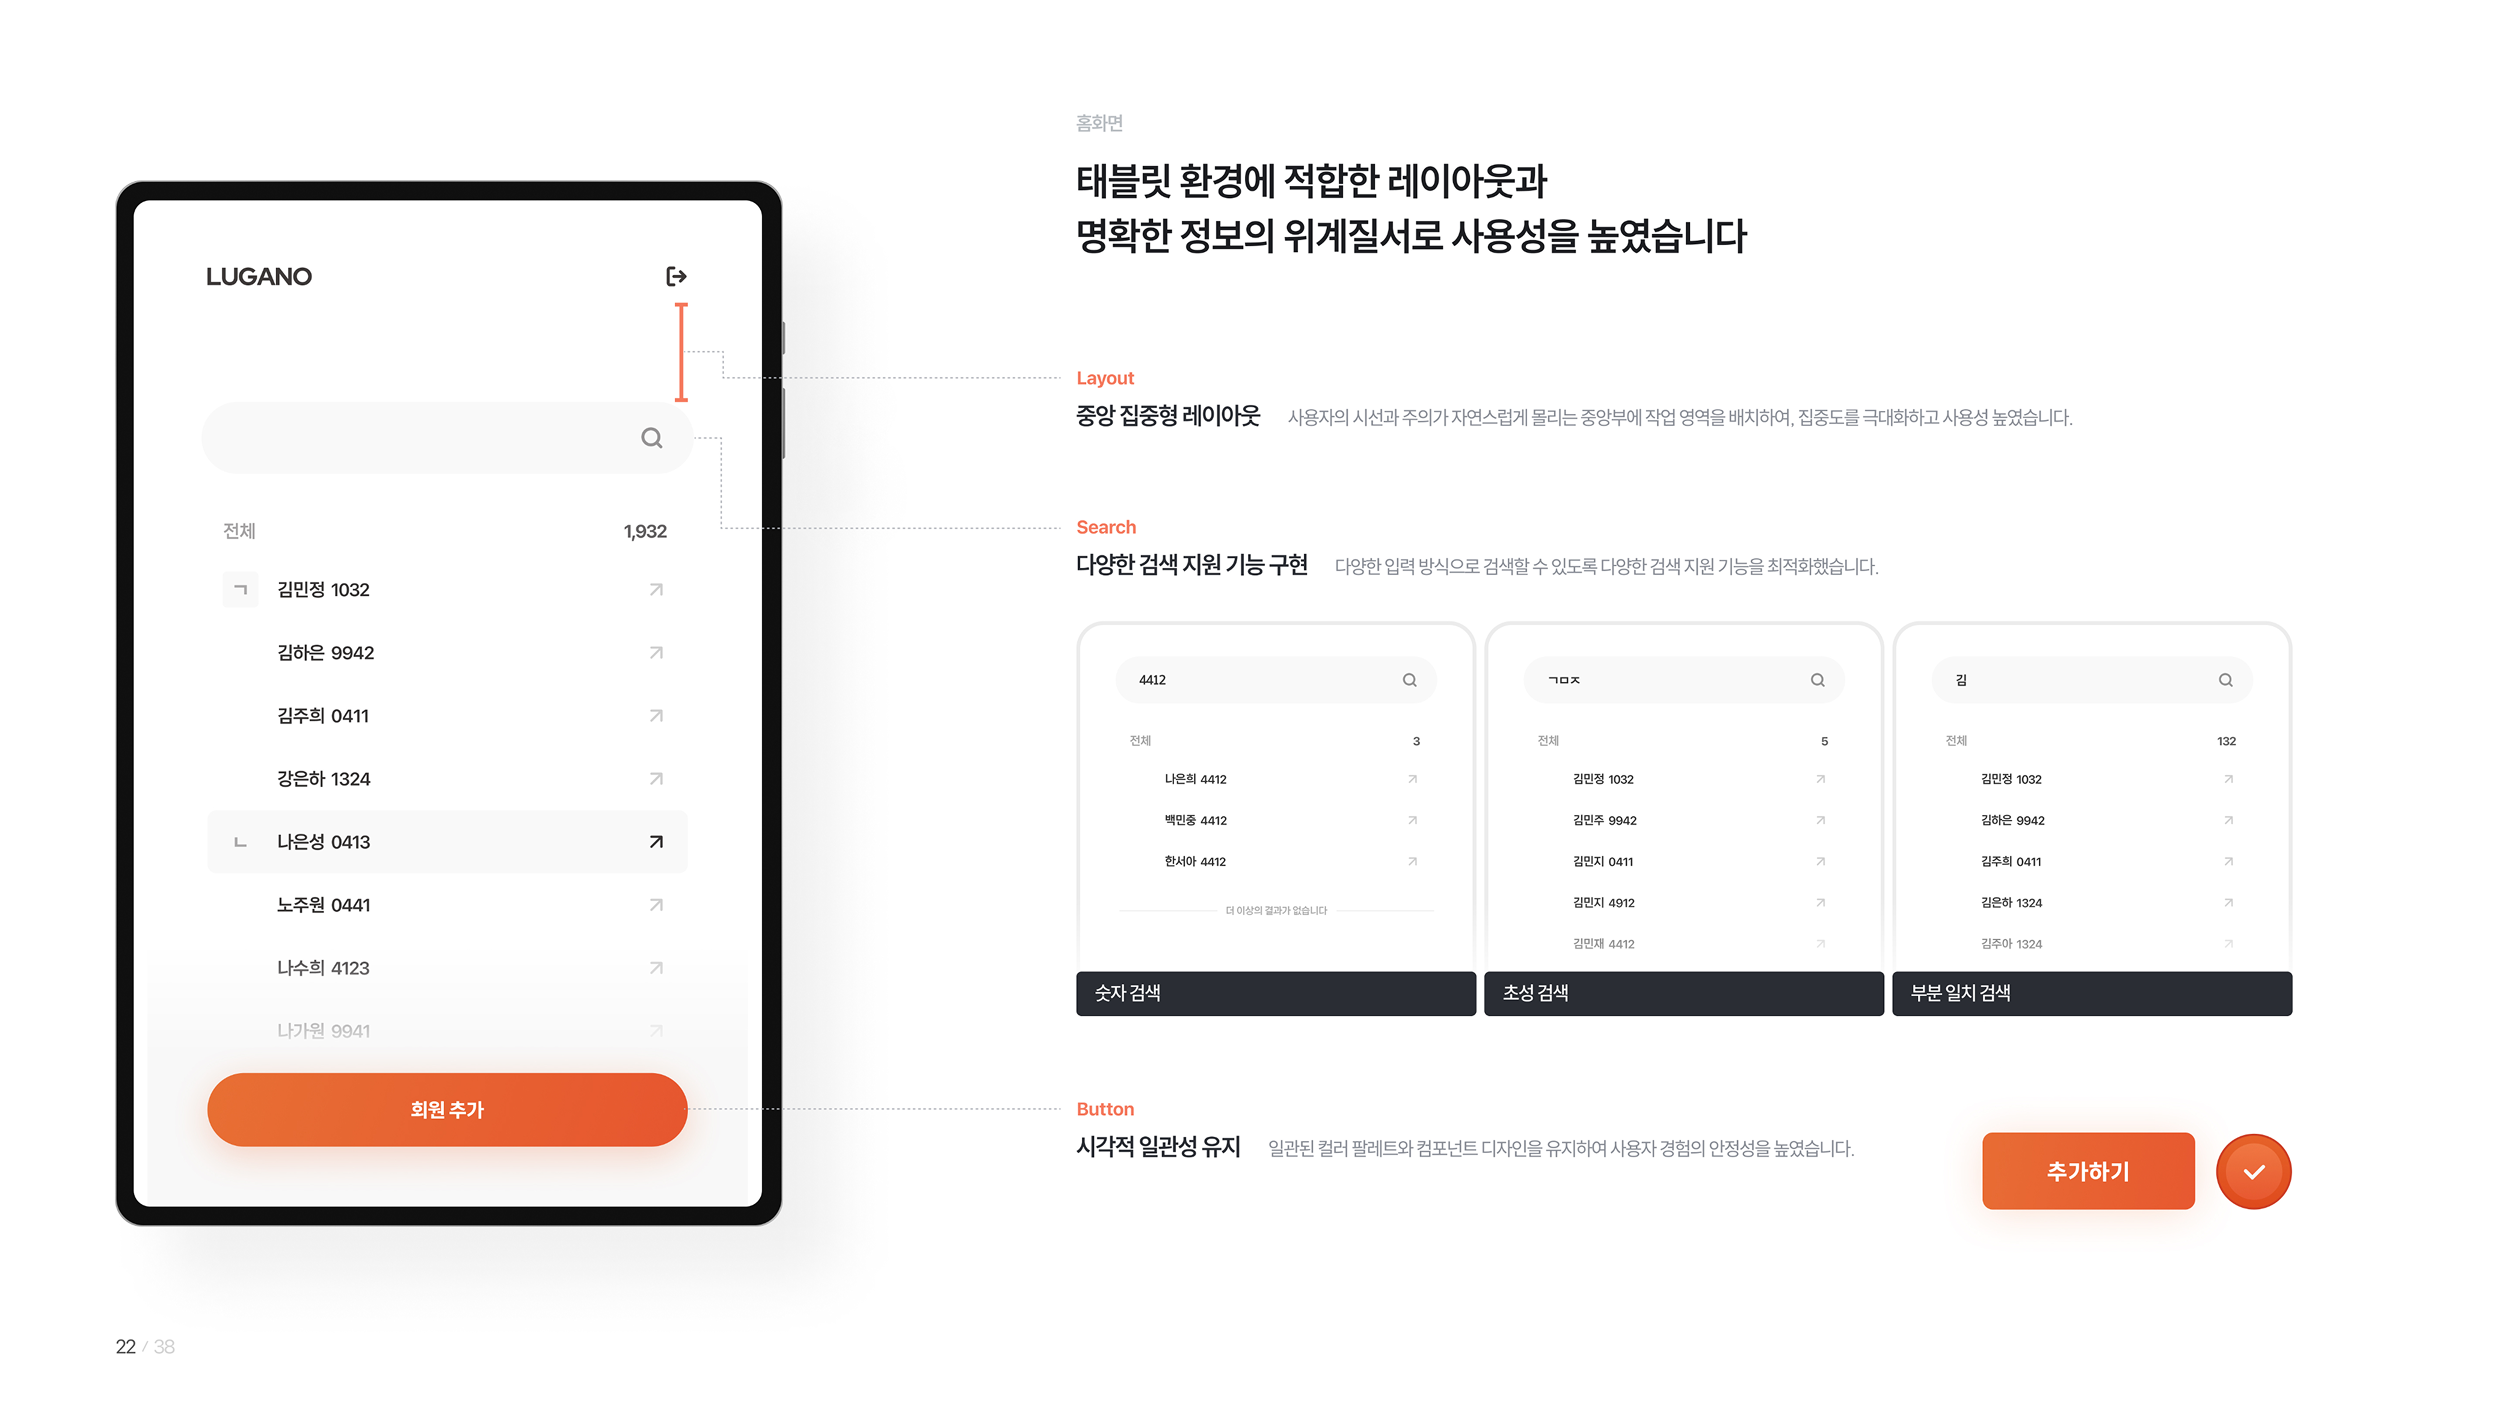 홈화면
태블릿 환경에 적합한 레이아웃과
명확한 정보의 위계질서로 사용성을 높였습니다
LUGANO
전체 1,932
ㄱ 김민정 1032
김하은 9942
김주희 0411
강은하 1324
ㄴ 나은성 0413
노주원 0441
나수희 4123
나가원 9941
회원 추가
Layout
중앙 집중형 레이아웃 사용자의 시선과 주의가 자연스럽게 몰리는 중앙부에 작업 영역을 배치하여, 집중도를 극대화하고 사용성 높였습니다.
Search
다양한 검색 지원 기능 구현 다양한 입력 방식으로 검색할 수 있도록 다양한 검색 지원 기능을 최적화했습니다.
4412
전체 3
나은희 4412
백민중 4412
한서아 4412
더 이상의 결과가 없습니다
숫자 검색
ㄱㅁㅈ
전체 5
김민정 1032
김민주 9942
김민지 0411
김민지 4912
김민재 4412
초성 검색
김
전체 132
김민정 1032
김하은 9942
김주희 0411
김은하 1324
김주아 1324
부분 일치 검색
Button
시각적 일관성 유지 일관된 컬러 팔레트와 컴포넌트 디자인을 유지하여 사용자 경험의 안정성을 높였습니다.
추가하기
22 / 38